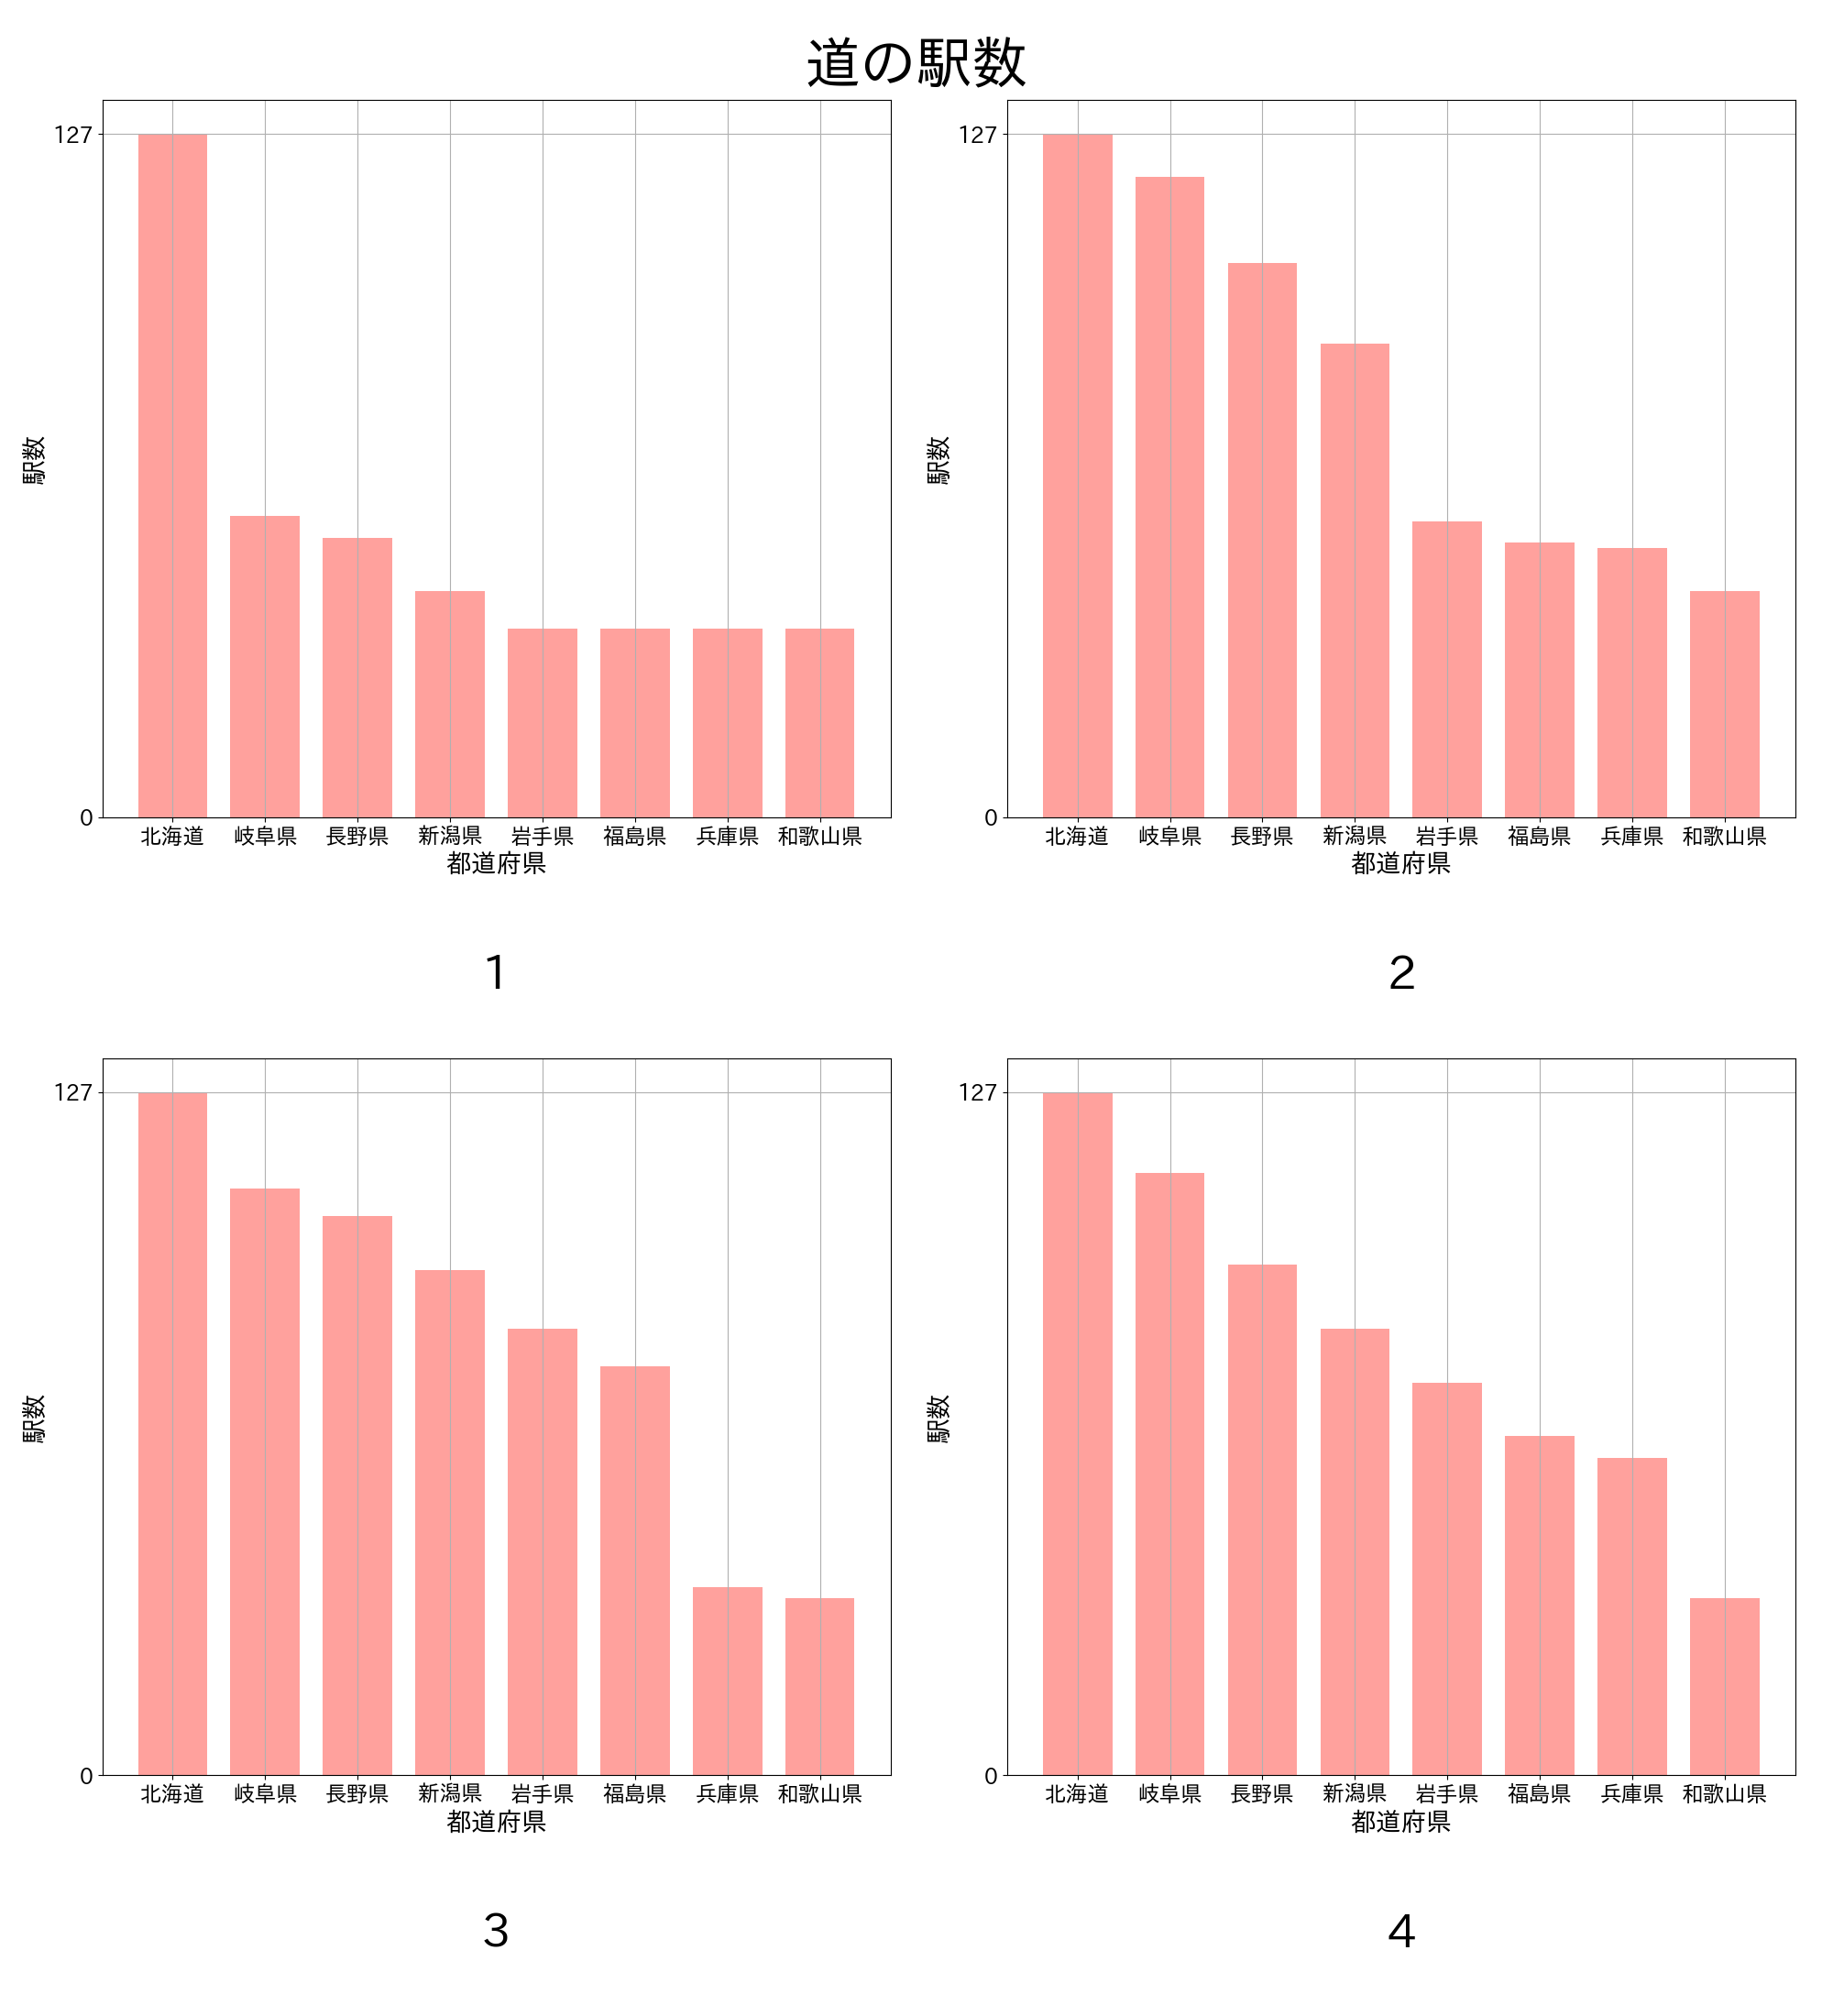 道の駅数
127
駅数
0
北海道 岐阜県 長野県 新潟県 岩手県 福島県 兵庫県 和歌山県
都道府県
1
127
駅数
0
北海道 岐阜県 長野県 新潟県 岩手県 福島県 兵庫県 和歌山県
都道府県
2
127
駅数
0
北海道 岐阜県 長野県 新潟県 岩手県 福島県 兵庫県 和歌山県
都道府県
3
127
駅数
0
北海道 岐阜県 長野県 新潟県 岩手県 福島県 兵庫県 和歌山県
都道府県
4